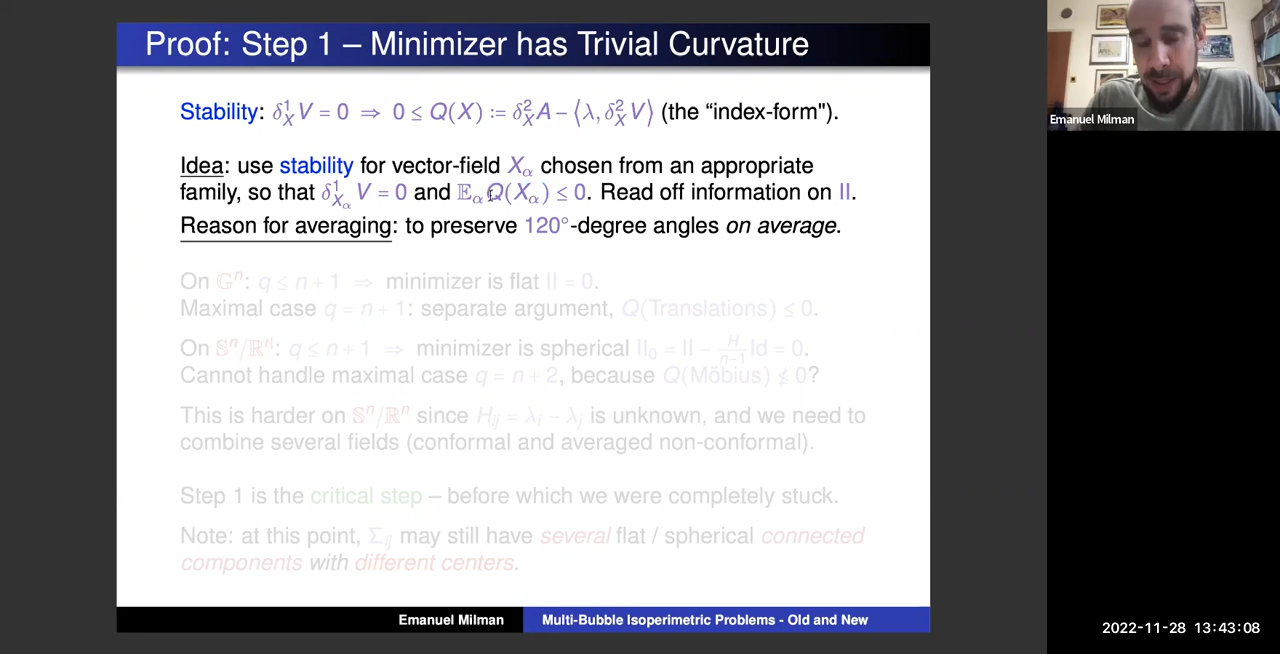 Proof: Step 1 – Minimizer has Trivial Curvature
Stability: δ¹_X V = 0 ⇒ 0 ≤ Q(X) := δ²_X A − ⟨λ, δ²_X V⟩ (the "index-form").
Idea: use stability for vector-field X_α chosen from an appropriate
family, so that δ¹_{X_α} V = 0 and 𝔼_α Q(X_α) ≤ 0. Read off information on II.
Reason for averaging: to preserve 120°-degree angles on average.
On 𝔾ⁿ: q ≤ n + 1 ⇒ minimizer is flat II = 0.
Maximal case q = n + 1: separate argument, Q(Translations) ≤ 0.
On 𝕊ⁿ/ℝⁿ: q ≤ n + 1 ⇒ minimizer is spherical II₀ = II − H/(n−1) Id = 0.
Cannot handle maximal case q = n + 2, because Q(Möbius) ≰ 0?
This is harder on 𝕊ⁿ/ℝⁿ since H_ij = λ_i − λ_j is unknown, and we need to
combine several fields (conformal and averaged non-conformal).
Step 1 is the critical step – before which we were completely stuck.
Note: at this point, Σ_ij may still have several flat / spherical connected
components with different centers.
Emanuel Milman
Multi-Bubble Isoperimetric Problems - Old and New
Emanuel Milman
2022-11-28 13:43:08